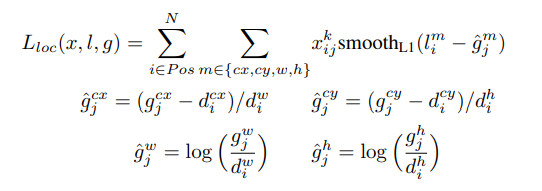 $$L_{loc}(x, l, g) = \sum_{i \in Pos}^{N} \sum_{m \in \{cx, cy, w, h\}} x_{ij}^{k} \text{smooth}_{\text{L1}}(l_i^m - \hat{g}_j^m)$$
$$\hat{g}_j^{cx} = (g_j^{cx} - d_i^{cx}) / d_i^w \qquad \hat{g}_j^{cy} = (g_j^{cy} - d_i^{cy}) / d_i^h$$
$$\hat{g}_j^{w} = \log\left(\frac{g_j^w}{d_i^w}\right) \qquad \hat{g}_j^{h} = \log\left(\frac{g_j^h}{d_i^h}\right)$$